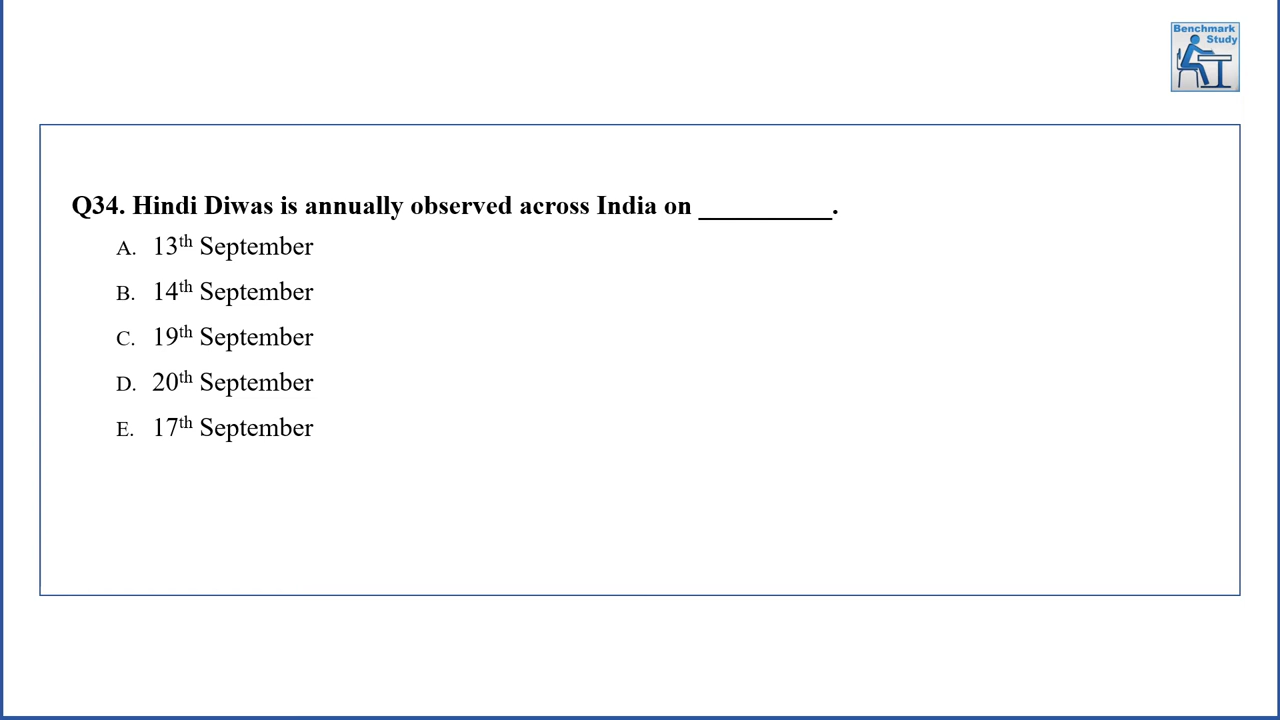 Benchmark
Study
Q34. Hindi Diwas is annually observed across India on __________.
A. 13th September
B. 14th September
C. 19th September
D. 20th September
E. 17th September